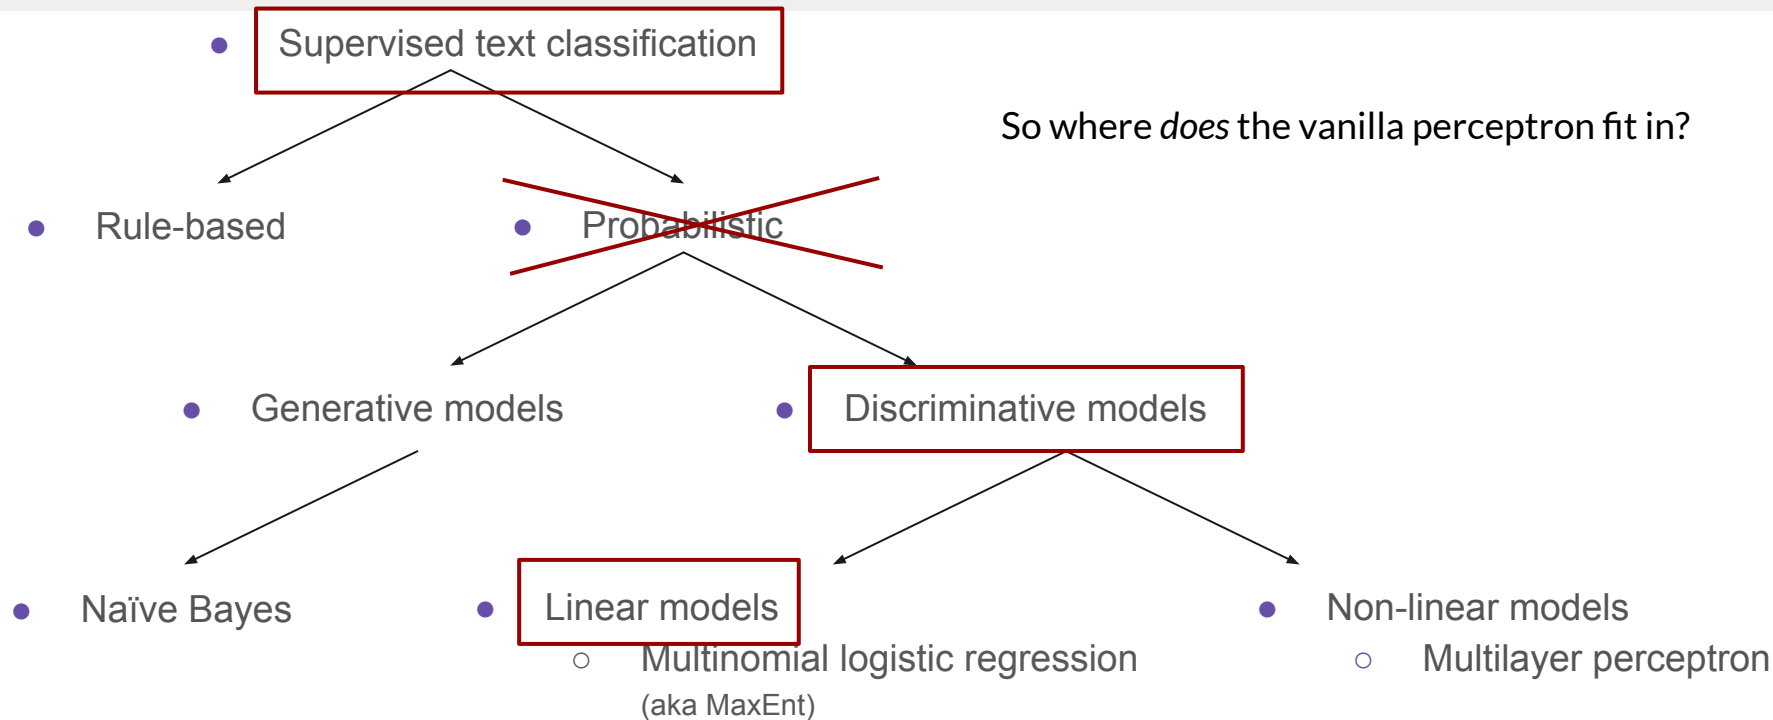 Supervised text classification
So where does the vanilla perceptron fit in?
Rule-based
Probabilistic
Generative models
Discriminative models
Naïve Bayes
Linear models
Non-linear models
Multinomial logistic regression
Multilayer perceptron
(aka MaxEnt)